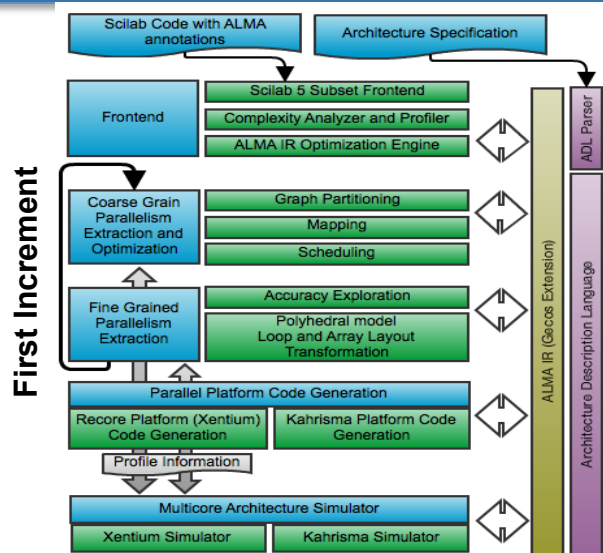 Scilab Code with ALMA
annotations
Architecture Specification
Frontend
Scilab 5 Subset Frontend
Complexity Analyzer and Profiler
ALMA IR Optimization Engine
First Increment
Coarse Grain
Parallelism
Extraction and
Optimization
Graph Partitioning
Mapping
Scheduling
Fine Grained
Parallelism
Extraction
Accuracy Exploration
Polyhedral model
Loop and Array Layout
Transformation
Parallel Platform Code Generation
Recore Platform (Xentium)
Code Generation
Kahrisma Platform Code
Generation
Profile Information
Multicore Architecture Simulator
Xentium Simulator
Kahrisma Simulator
ALMA IR (Gecos Extension)
ADL Parser
Architecture Description Language